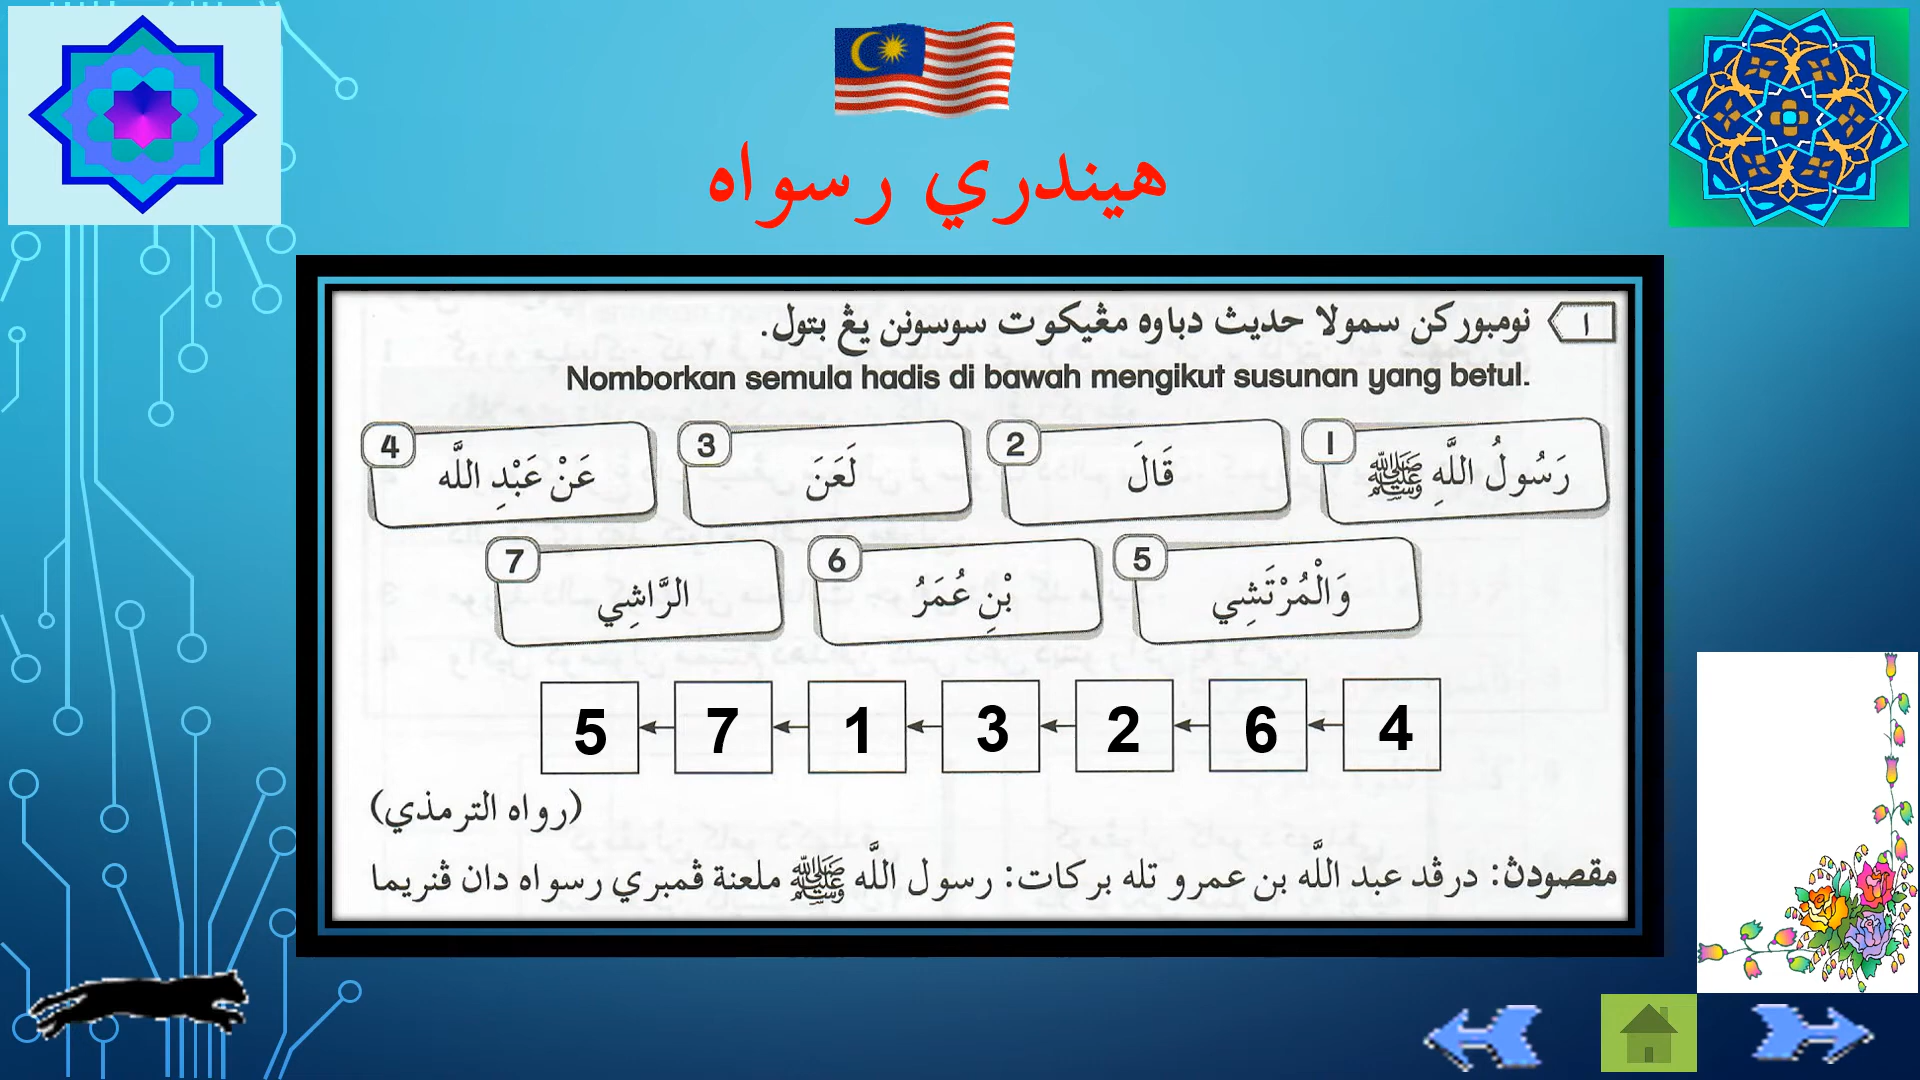 هيندري رسواه
١ نومبوركن سمولا حديث دباوه مڠيكوت سوسونن يڠ بتول.
Nomborkan semula hadis di bawah mengikut susunan yang betul.
1 رَسُولُ اللَّهِ ﷺ
2 قَالَ
3 لَعَنَ
4 عَنْ عَبْدِ اللَّه
5 وَالْمُرْتَشِي
6 بْنِ عُمَرُ
7 الرَّاشِي
4 6 2 3 1 7 5
(رواه الترمذي)
مقصودڽ: درڤد عبد اللَّه بن عمرو تله بركات: رسول اللَّه ﷺ ملعنة ڤمبري رسواه دان ڤنريما